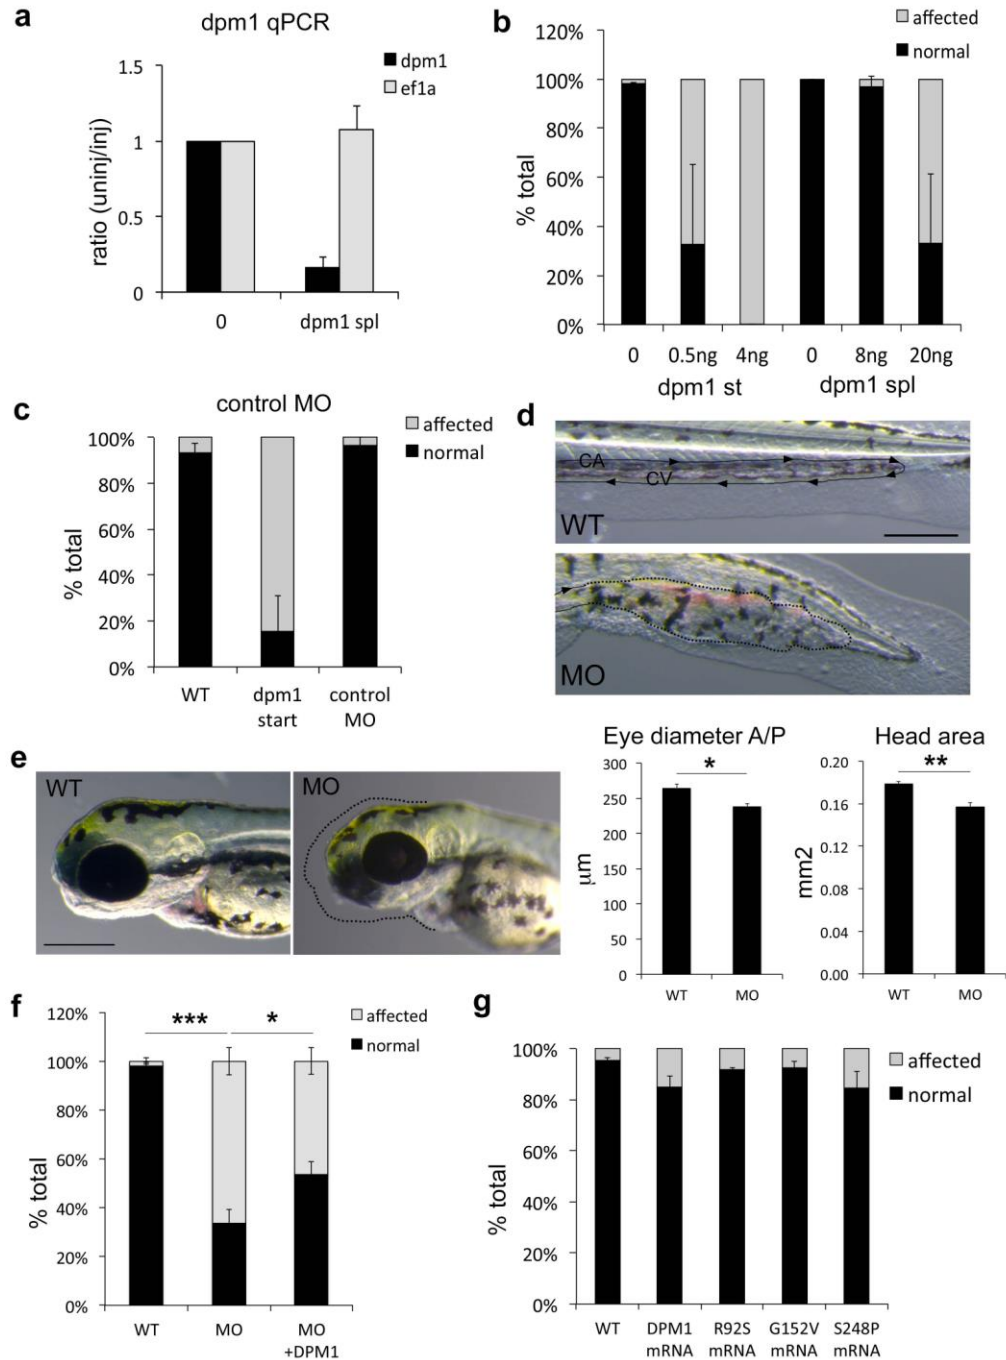 a
dpm1 qPCR
dpm1
ef1a
ratio (uninj/inj)
1.5
1
0.5
0
0
dpm1 spl
b
affected
normal
% total
120%
100%
80%
60%
40%
20%
0%
0 0.5ng 4ng 0 8ng 20ng
dpm1 st dpm1 spl
c
control MO
affected
normal
% total
100%
80%
60%
40%
20%
0%
WT dpm1 control
start MO
d
CA
CV
WT
MO
e
WT
MO
Eye diameter A/P
μm
300
250
200
150
100
50
0
*
WT MO
Head area
mm2
0.20
0.16
0.12
0.08
0.04
0.00
**
WT MO
f
affected
normal
% total
120%
100%
80%
60%
40%
20%
0%
*** *
WT MO MO
+DPM1
g
affected
normal
% total
100%
80%
60%
40%
20%
0%
WT DPM1 R92S G152V S248P
mRNA mRNA mRNA mRNA